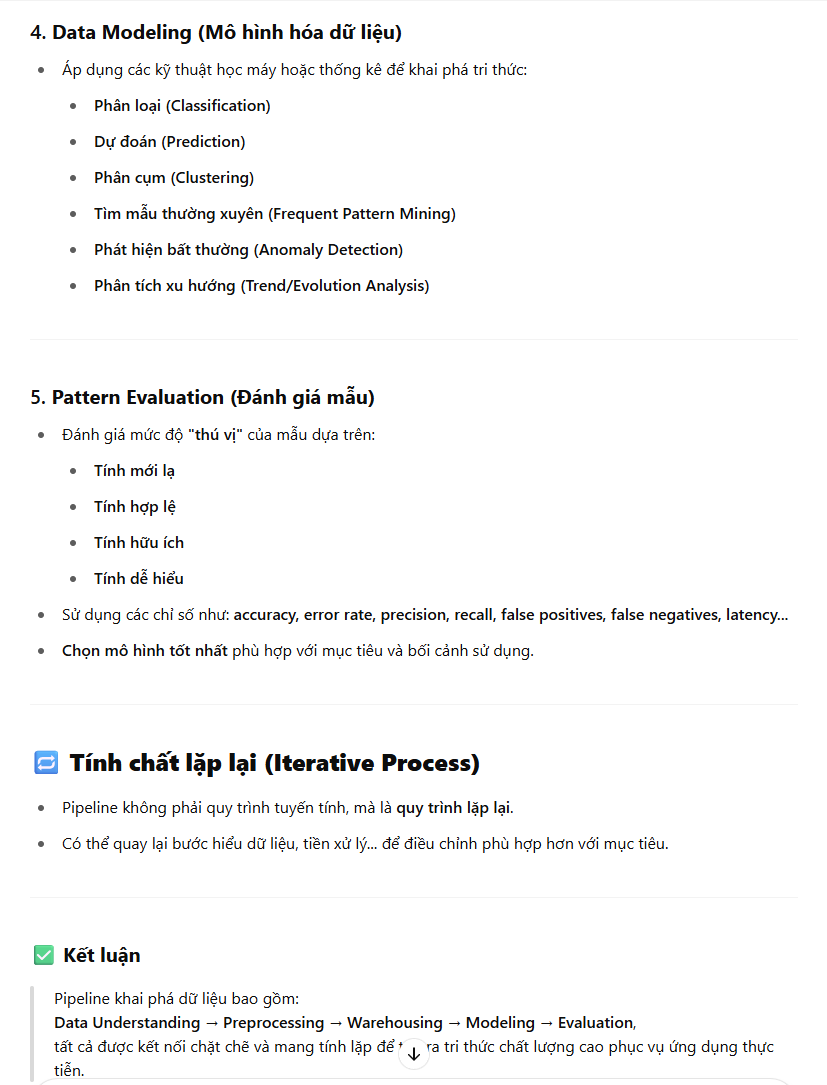 4. Data Modeling (Mô hình hóa dữ liệu)
Áp dụng các kỹ thuật học máy hoặc thống kê để khai phá tri thức:
Phân loại (Classification)
Dự đoán (Prediction)
Phân cụm (Clustering)
Tìm mẫu thường xuyên (Frequent Pattern Mining)
Phát hiện bất thường (Anomaly Detection)
Phân tích xu hướng (Trend/Evolution Analysis)
5. Pattern Evaluation (Đánh giá mẫu)
Đánh giá mức độ "thú vị" của mẫu dựa trên:
Tính mới lạ
Tính hợp lệ
Tính hữu ích
Tính dễ hiểu
Sử dụng các chỉ số như: accuracy, error rate, precision, recall, false positives, false negatives, latency...
Chọn mô hình tốt nhất phù hợp với mục tiêu và bối cảnh sử dụng.
Tính chất lặp lại (Iterative Process)
Pipeline không phải quy trình tuyến tính, mà là quy trình lặp lại.
Có thể quay lại bước hiểu dữ liệu, tiền xử lý... để điều chỉnh phù hợp hơn với mục tiêu.
Kết luận
Pipeline khai phá dữ liệu bao gồm:
Data Understanding → Preprocessing → Warehousing → Modeling → Evaluation,
tất cả được kết nối chặt chẽ và mang tính lặp để ra tri thức chất lượng cao phục vụ ứng dụng thực
tiễn.